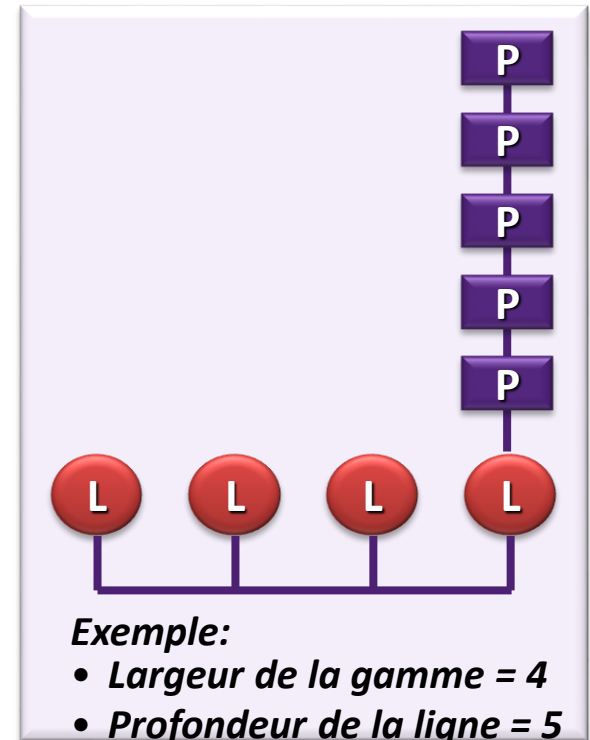 P
P
P
P
P
L L L L
Exemple:
• Largeur de la gamme = 4
• Profondeur de la ligne = 5